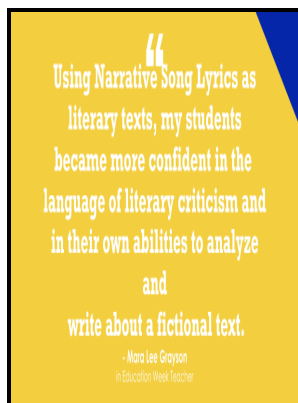 “
Using Narrative Song Lyrics as
literary texts, my students
became more confident in the
language of literary criticism and
in their own abilities to analyze
and
write about a fictional text.
- Mara Lee Grayson
in Education Week Teacher